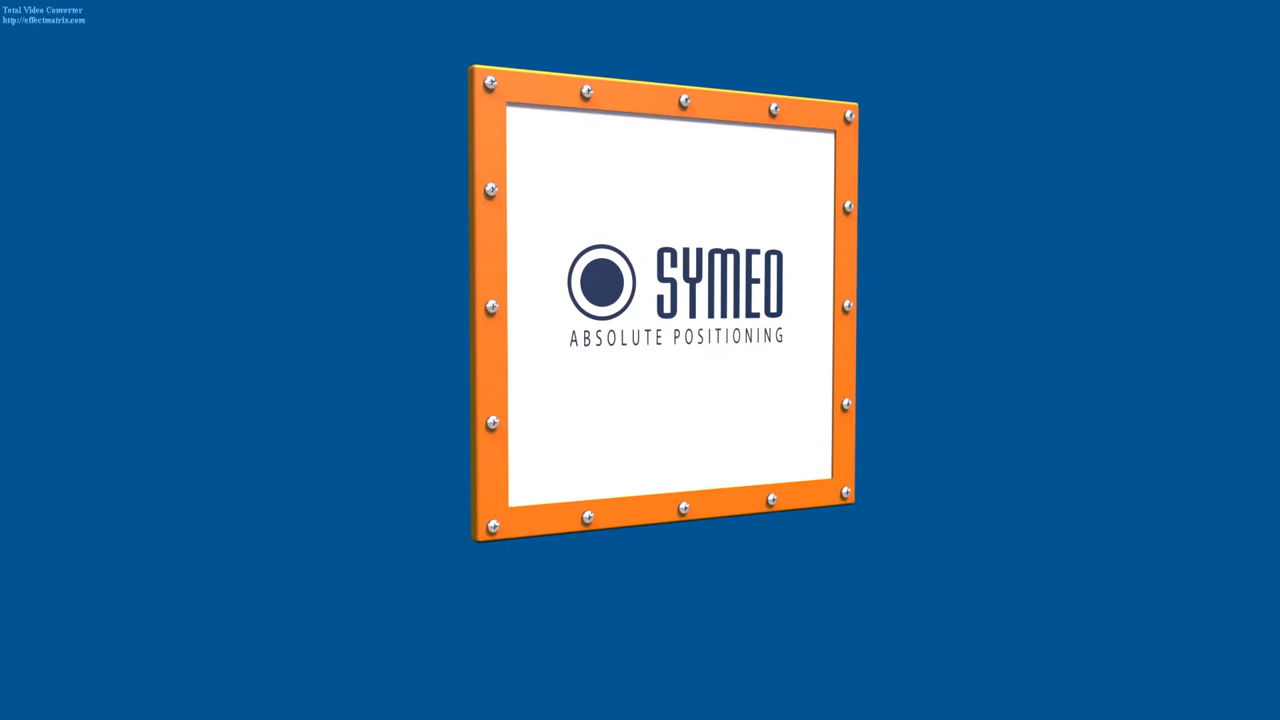 Total Video Converter
http://effectmatrix.com
SYMEO
ABSOLUTE POSITIONING